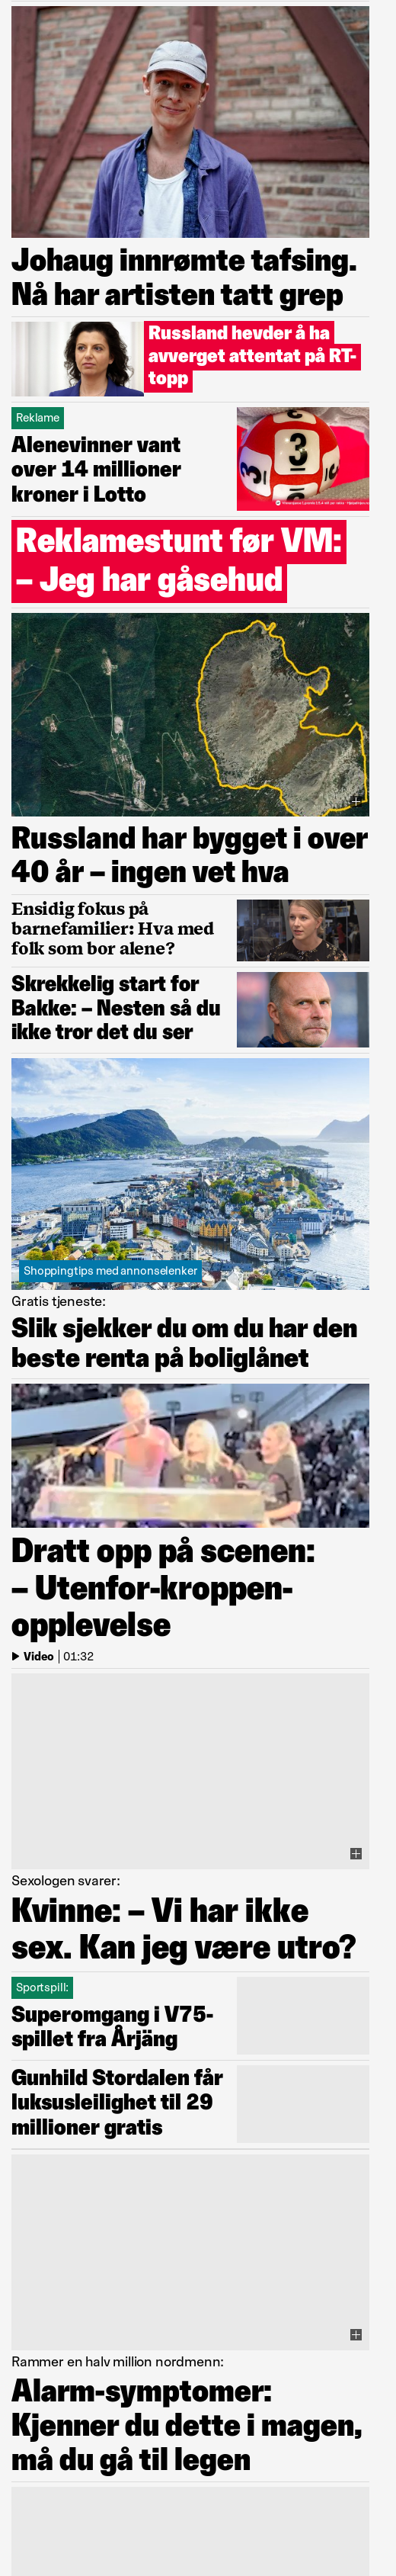 Johaug innrømte tafsing.
Nå har artisten tatt grep
Russland hevder å ha
avverget attentat på RT-
topp
Reklame
Alenevinner vant
over 14 millioner
kroner i Lotto
3
Reklamestunt før VM:
– Jeg har gåsehud
Russland har bygget i over
40 år – ingen vet hva
Ensidig fokus på
barnefamilier: Hva med
folk som bor alene?
Skrekkelig start for
Bakke: – Nesten så du
ikke tror det du ser
Shoppingtips med annonselenker
Gratis tjeneste:
Slik sjekker du om du har den
beste renta på boliglånet
Dratt opp på scenen:
– Utenfor-kroppen-
opplevelse
Video | 01:32
Sexologen svarer:
Kvinne: – Vi har ikke
sex. Kan jeg være utro?
Sportspill:
Superomgang i V75-
spillet fra Årjäng
Gunhild Stordalen får
luksusleilighet til 29
millioner gratis
Rammer en halv million nordmenn:
Alarm-symptomer:
Kjenner du dette i magen,
må du gå til legen